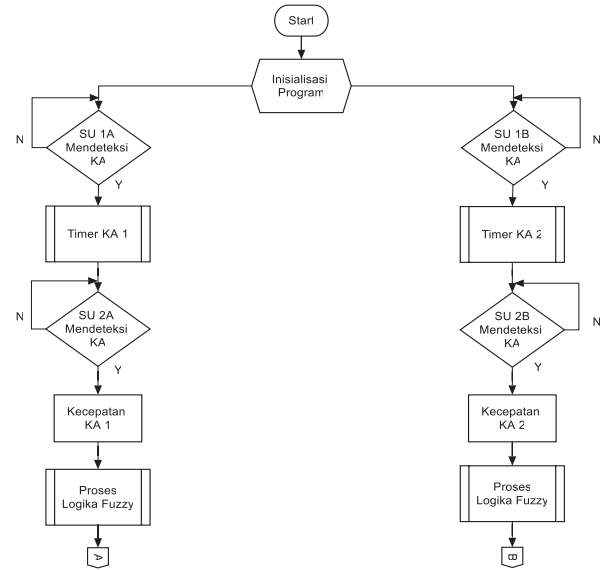 Start
Inisialisasi
Program
SU 1A
Mendeteksi
KA
N
Y
Timer KA 1
SU 2A
Mendeteksi
KA
N
Y
Kecepatan
KA 1
Proses
Logika Fuzzy
A
SU 1B
Mendeteksi
KA
N
Y
Timer KA 2
SU 2B
Mendeteksi
KA
N
Y
Kecepatan
KA 2
Proses
Logika Fuzzy
B